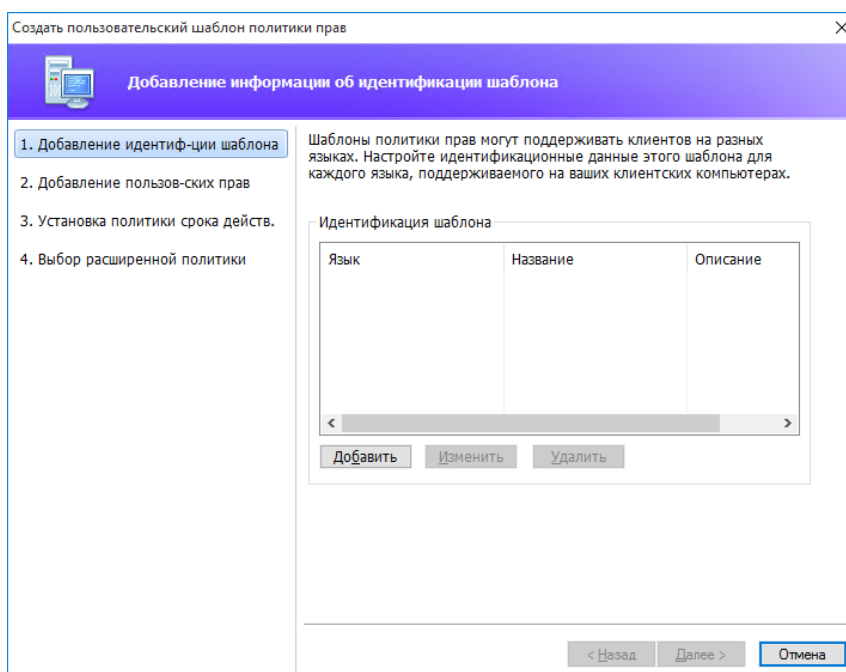 Создать пользовательский шаблон политики прав
Добавление информации об идентификации шаблона
1. Добавление идентиф-ции шаблона
2. Добавление пользов-ских прав
3. Установка политики срока действ.
4. Выбор расширенной политики
Шаблоны политики прав могут поддерживать клиентов на разных
языках. Настройте идентификационные данные этого шаблона для
каждого языка, поддерживаемого на ваших клиентских компьютерах.
Идентификация шаблона
Язык Название Описание
Добавить Изменить Удалить
< Назад Далее > Отмена